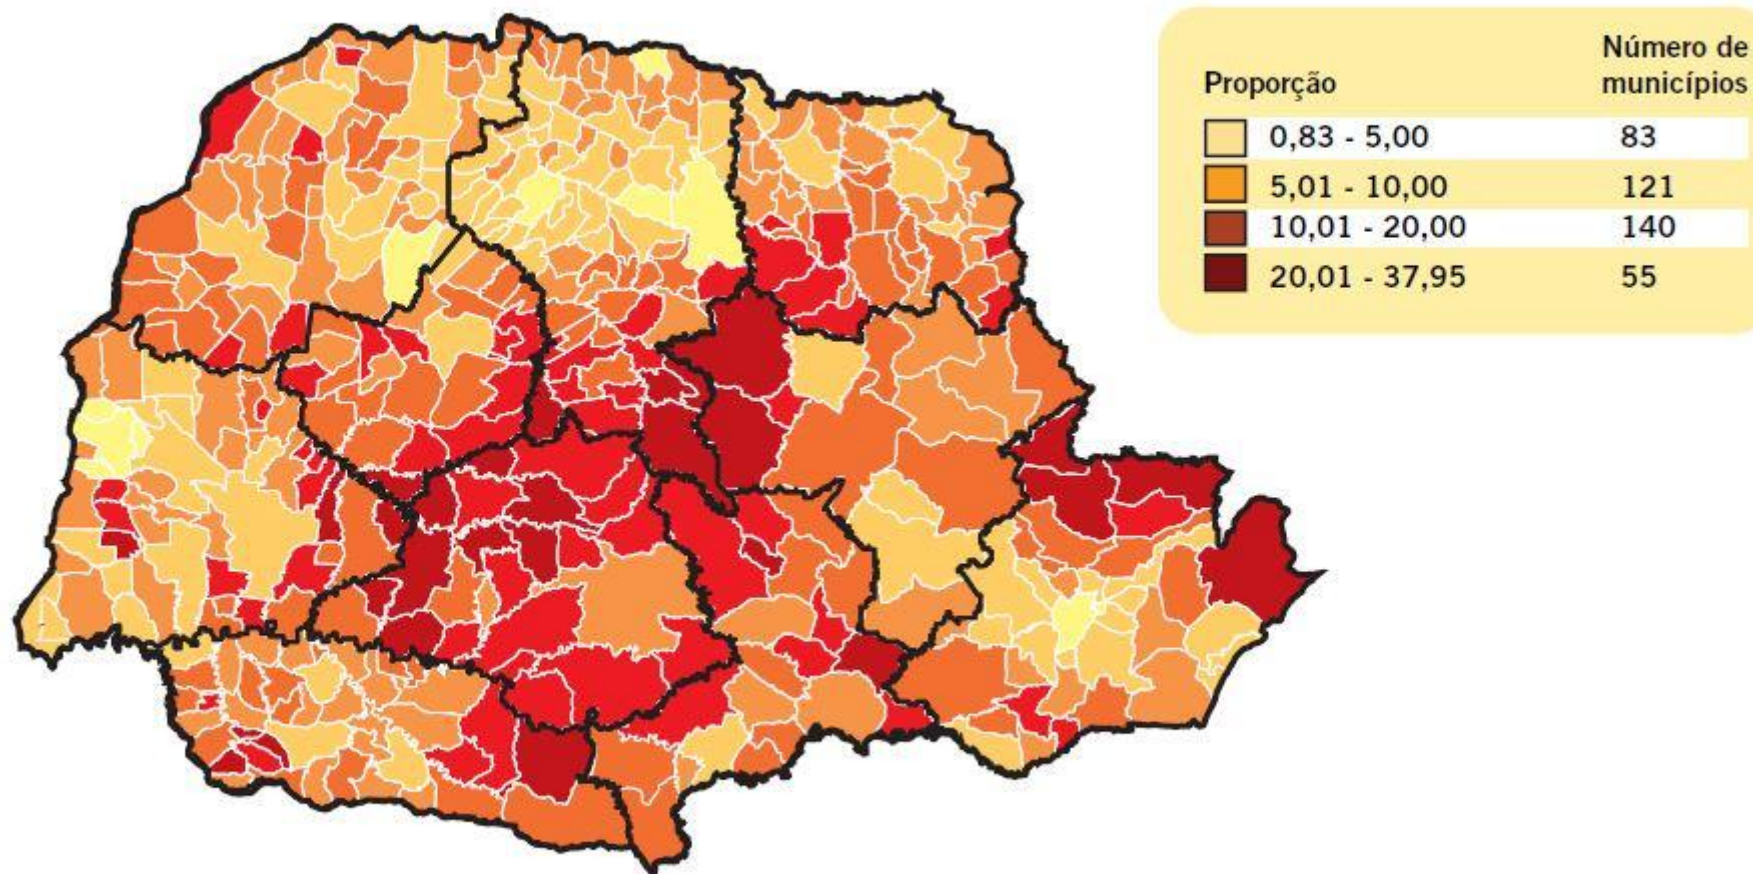 Número de
Proporção municípios
0,83 - 5,00 83
5,01 - 10,00 121
10,01 - 20,00 140
20,01 - 37,95 55